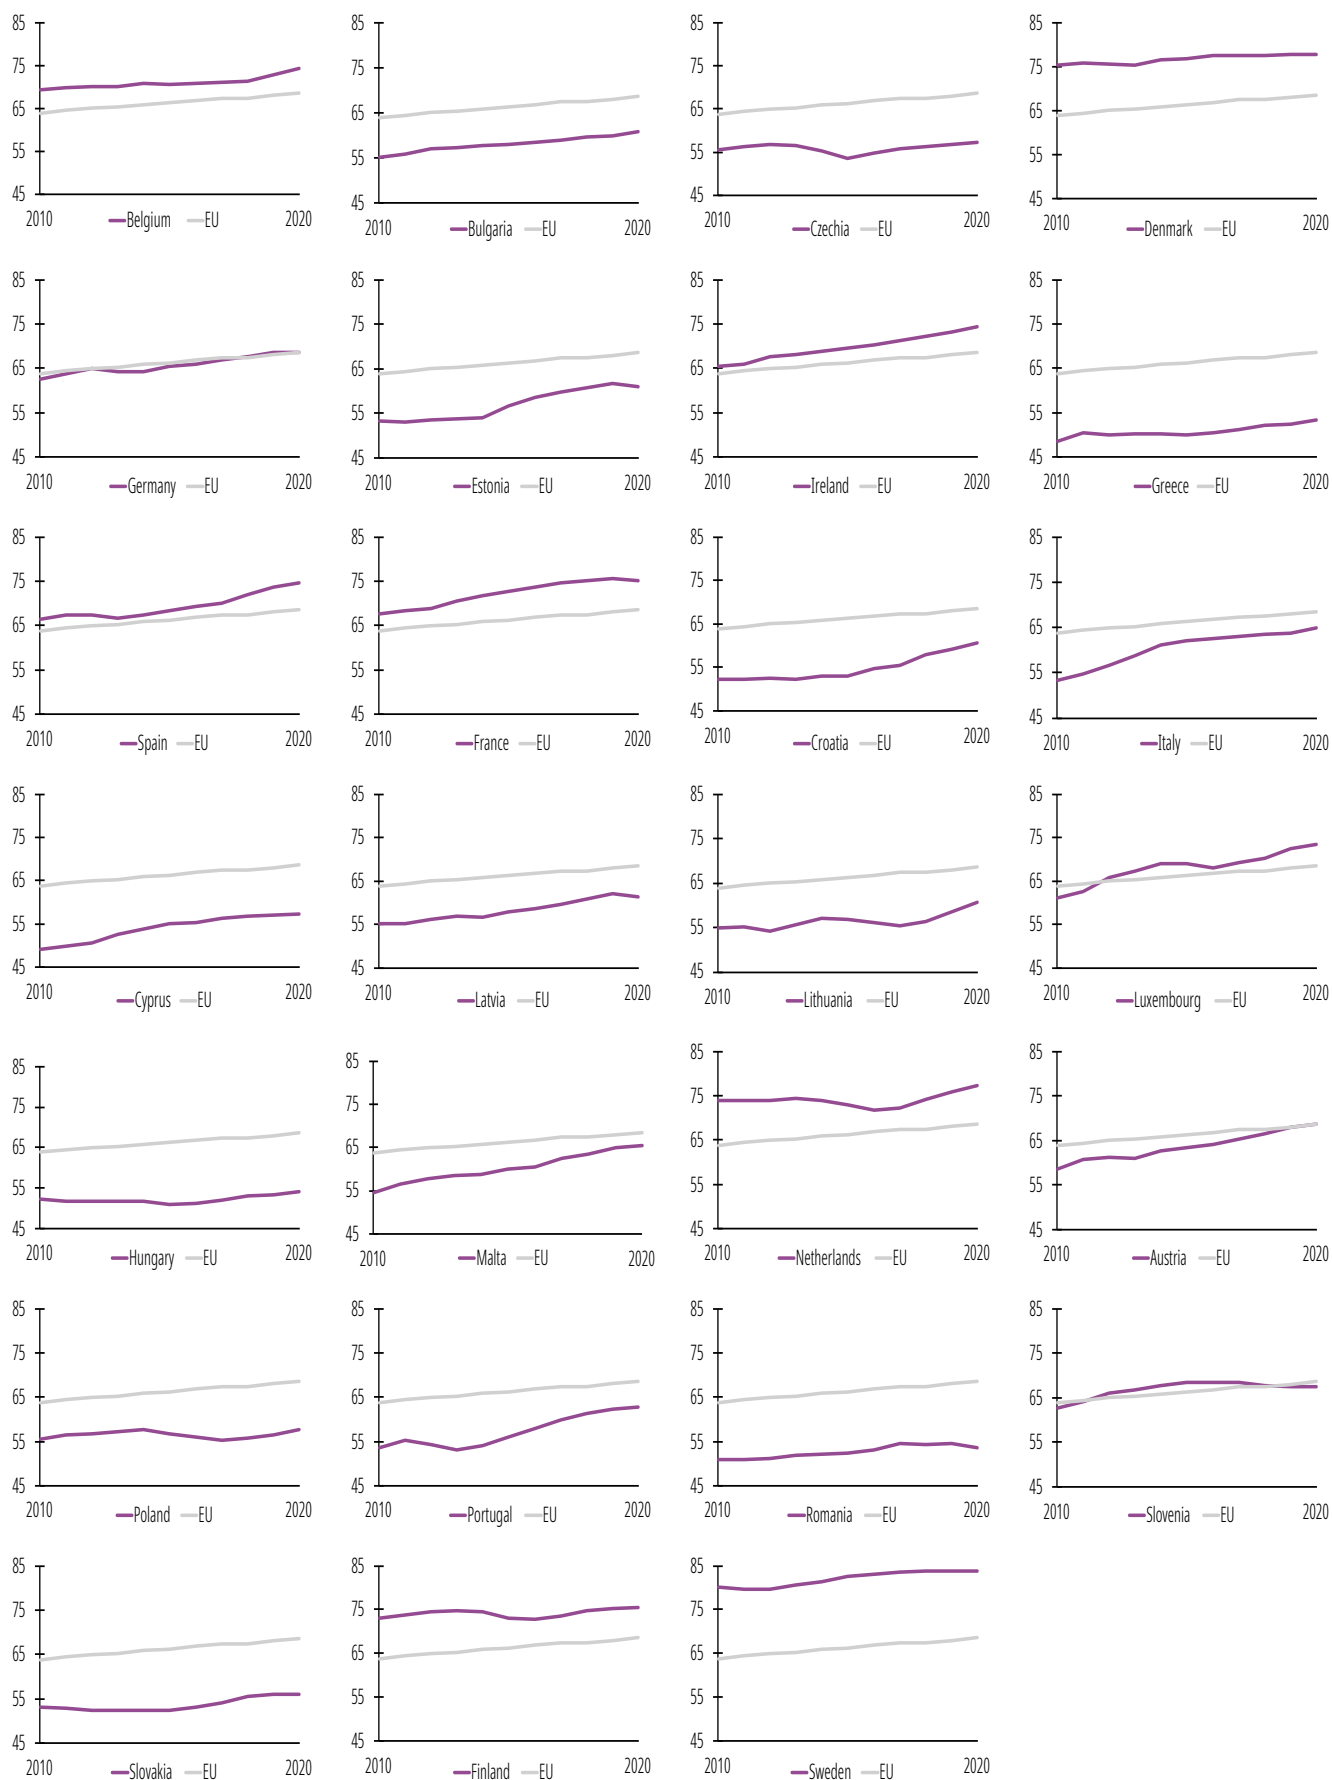 85 85 85 85
75 75 75 75
65 65 65 65
55 55 55 55
45 45 45 45
2010 Belgium EU 2020 2010 Bulgaria EU 2020 2010 Czechia EU 2020 2010 Denmark EU 2020
85 85 85 85
75 75 75 75
65 65 65 65
55 55 55 55
45 45 45 45
2010 Germany EU 2020 2010 Estonia EU 2020 2010 Ireland EU 2020 2010 Greece EU 2020
85 85 85 85
75 75 75 75
65 65 65 65
55 55 55 55
45 45 45 45
2010 Spain EU 2020 2010 France EU 2020 2010 Croatia EU 2020 2010 Italy EU 2020
85 85 85 85
75 75 75 75
65 65 65 65
55 55 55 55
45 45 45 45
2010 Cyprus EU 2020 2010 Latvia EU 2020 2010 Lithuania EU 2020 2010 Luxembourg EU 2020
85 85 85 85
75 75 75 75
65 65 65 65
55 55 55 55
45 45 45 45
2010 Hungary EU 2020 2010 Malta EU 2020 2010 Netherlands EU 2020 2010 Austria EU 2020
85 85 85 85
75 75 75 75
65 65 65 65
55 55 55 55
45 45 45 45
2010 Poland EU 2020 2010 Portugal EU 2020 2010 Romania EU 2020 2010 Slovenia EU 2020
85 85 85
75 75 75
65 65 65
55 55 55
45 45 45
2010 Slovakia EU 2020 2010 Finland EU 2020 2010 Sweden EU 2020